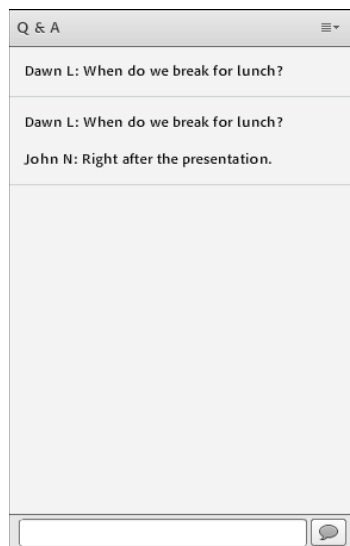 Q & A
Dawn L: When do we break for lunch?
Dawn L: When do we break for lunch?
John N: Right after the presentation.